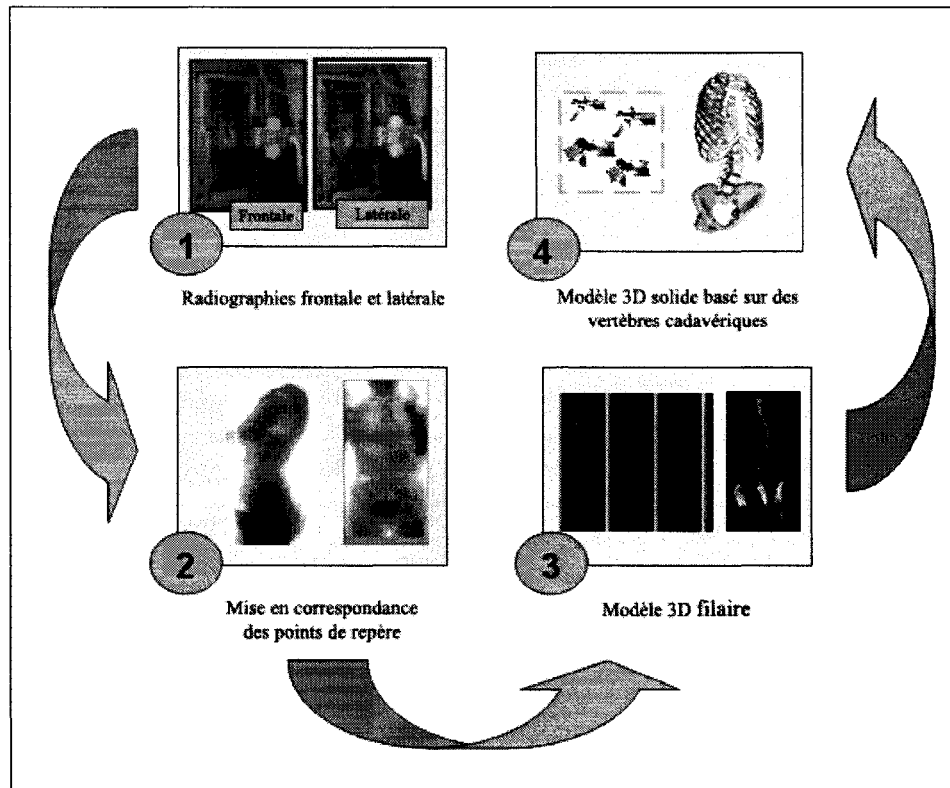 Frontale
Latérale
1
Radiographies frontale et latérale
4
Modèle 3D solide basé sur des
vertèbres cadavériques
2
Mise en correspondance
des points de repère
3
Modèle 3D filaire